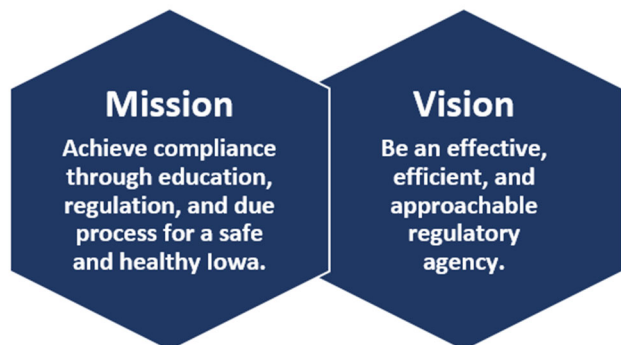 Mission
Achieve compliance
through education,
regulation, and due
process for a safe
and healthy Iowa.
Vision
Be an effective,
efficient, and
approachable
regulatory
agency.